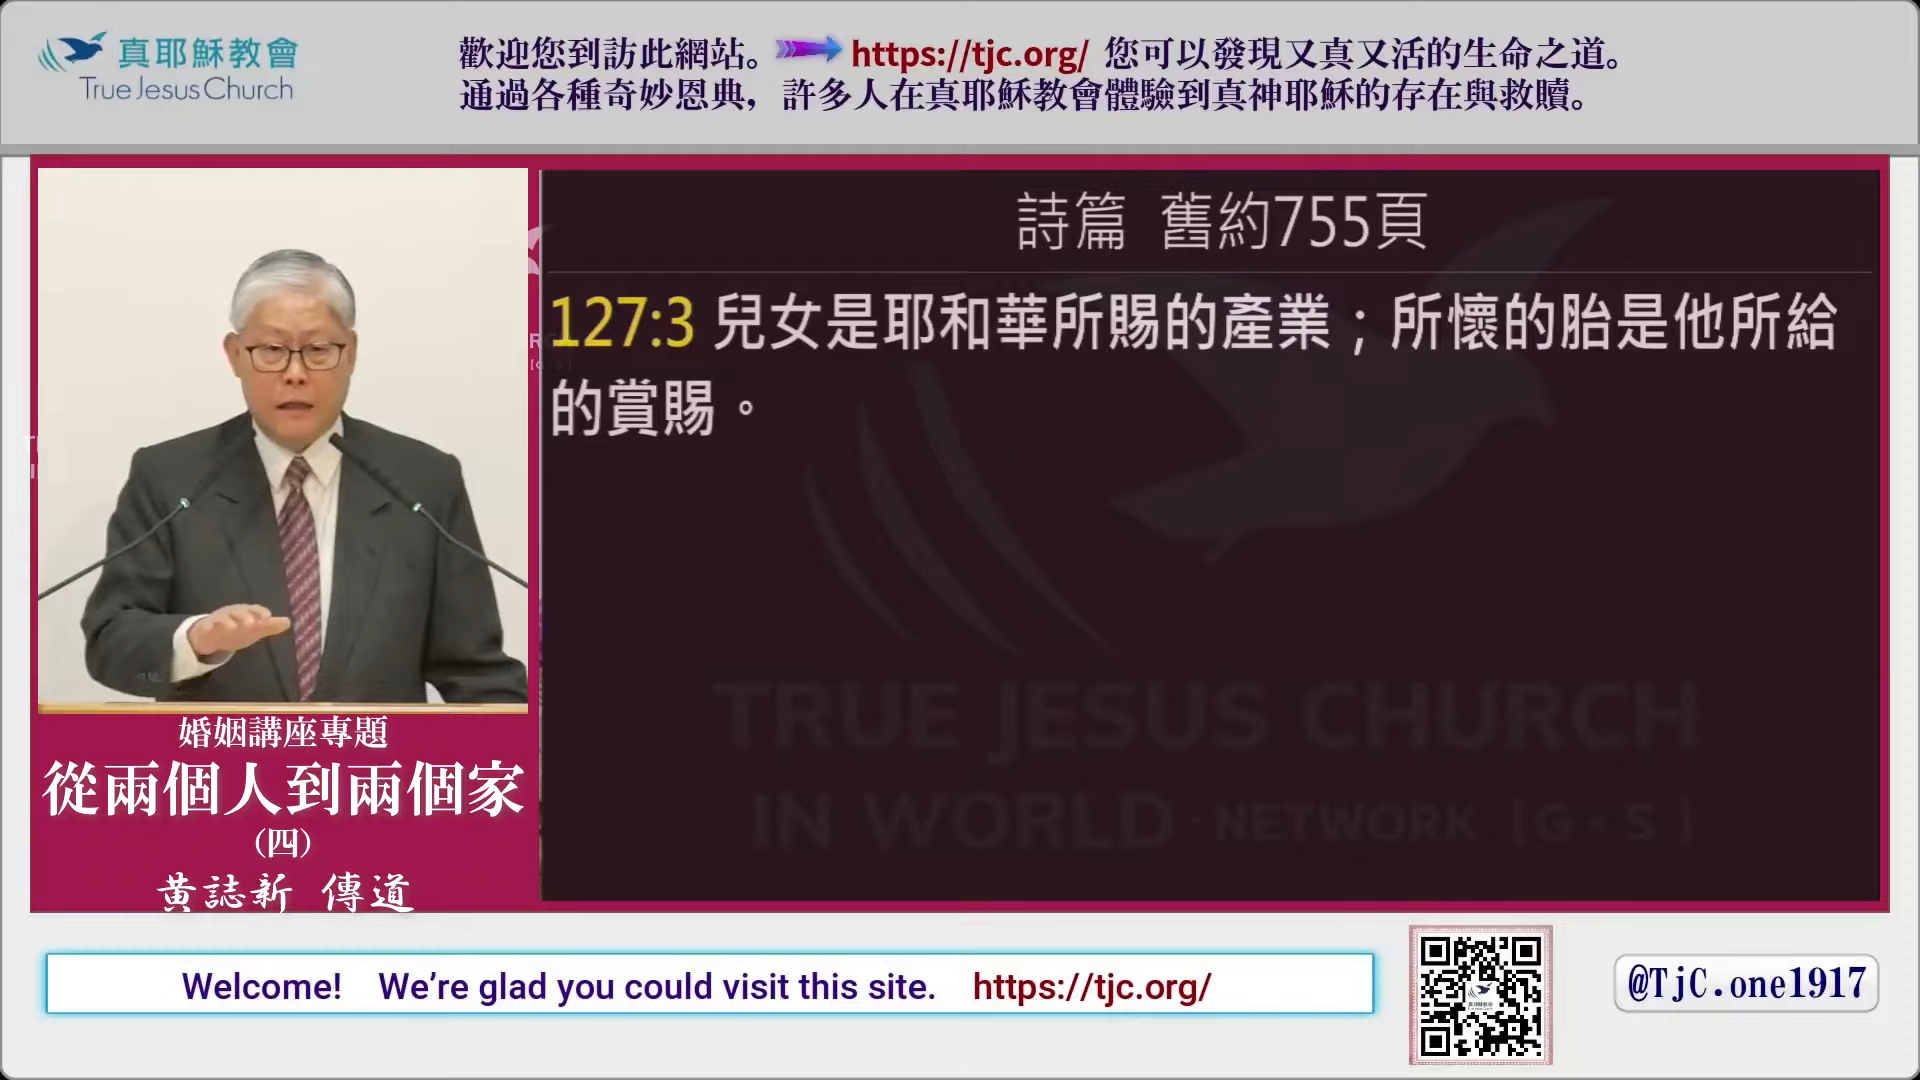 真耶穌教會
True Jesus Church
歡迎您到訪此網站。 https://tjc.org/ 您可以發現又真又活的生命之道。
通過各種奇妙恩典，許多人在真耶穌教會體驗到真神耶穌的存在與救贖。
詩篇 舊約755頁
127:3 兒女是耶和華所賜的產業；所懷的胎是他所給
的賞賜。
TRUE JESUS CHURCH
IN WORLD·NETWORK [G·S]
婚姻講座專題
從兩個人到兩個家
(四)
黄誌新 傳道
Welcome! We're glad you could visit this site. https://tjc.org/
@TjC.one1917